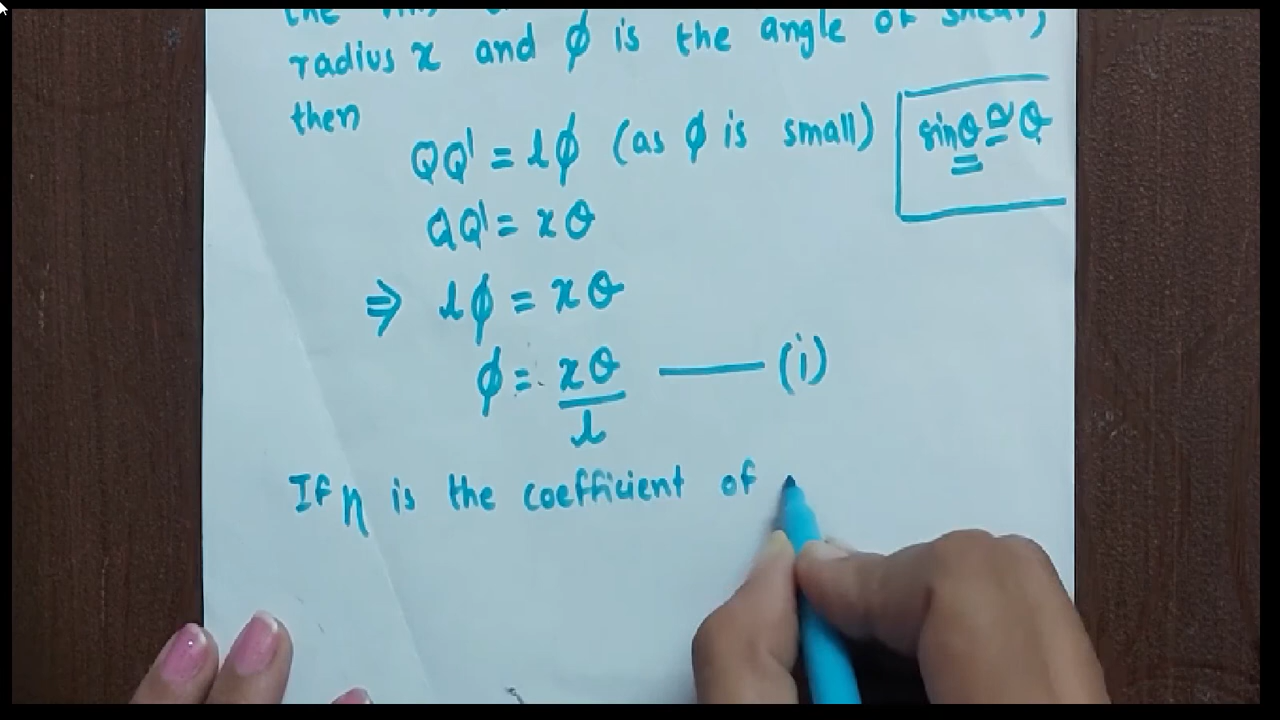 the
radius x and ϕ is the angle of shear,
then
QQ' = lϕ (as ϕ is small)
sinθ ≅ θ
QQ' = xθ
⇒ lϕ = xθ
ϕ = xθ/l —— (i)
If η is the coefficient of